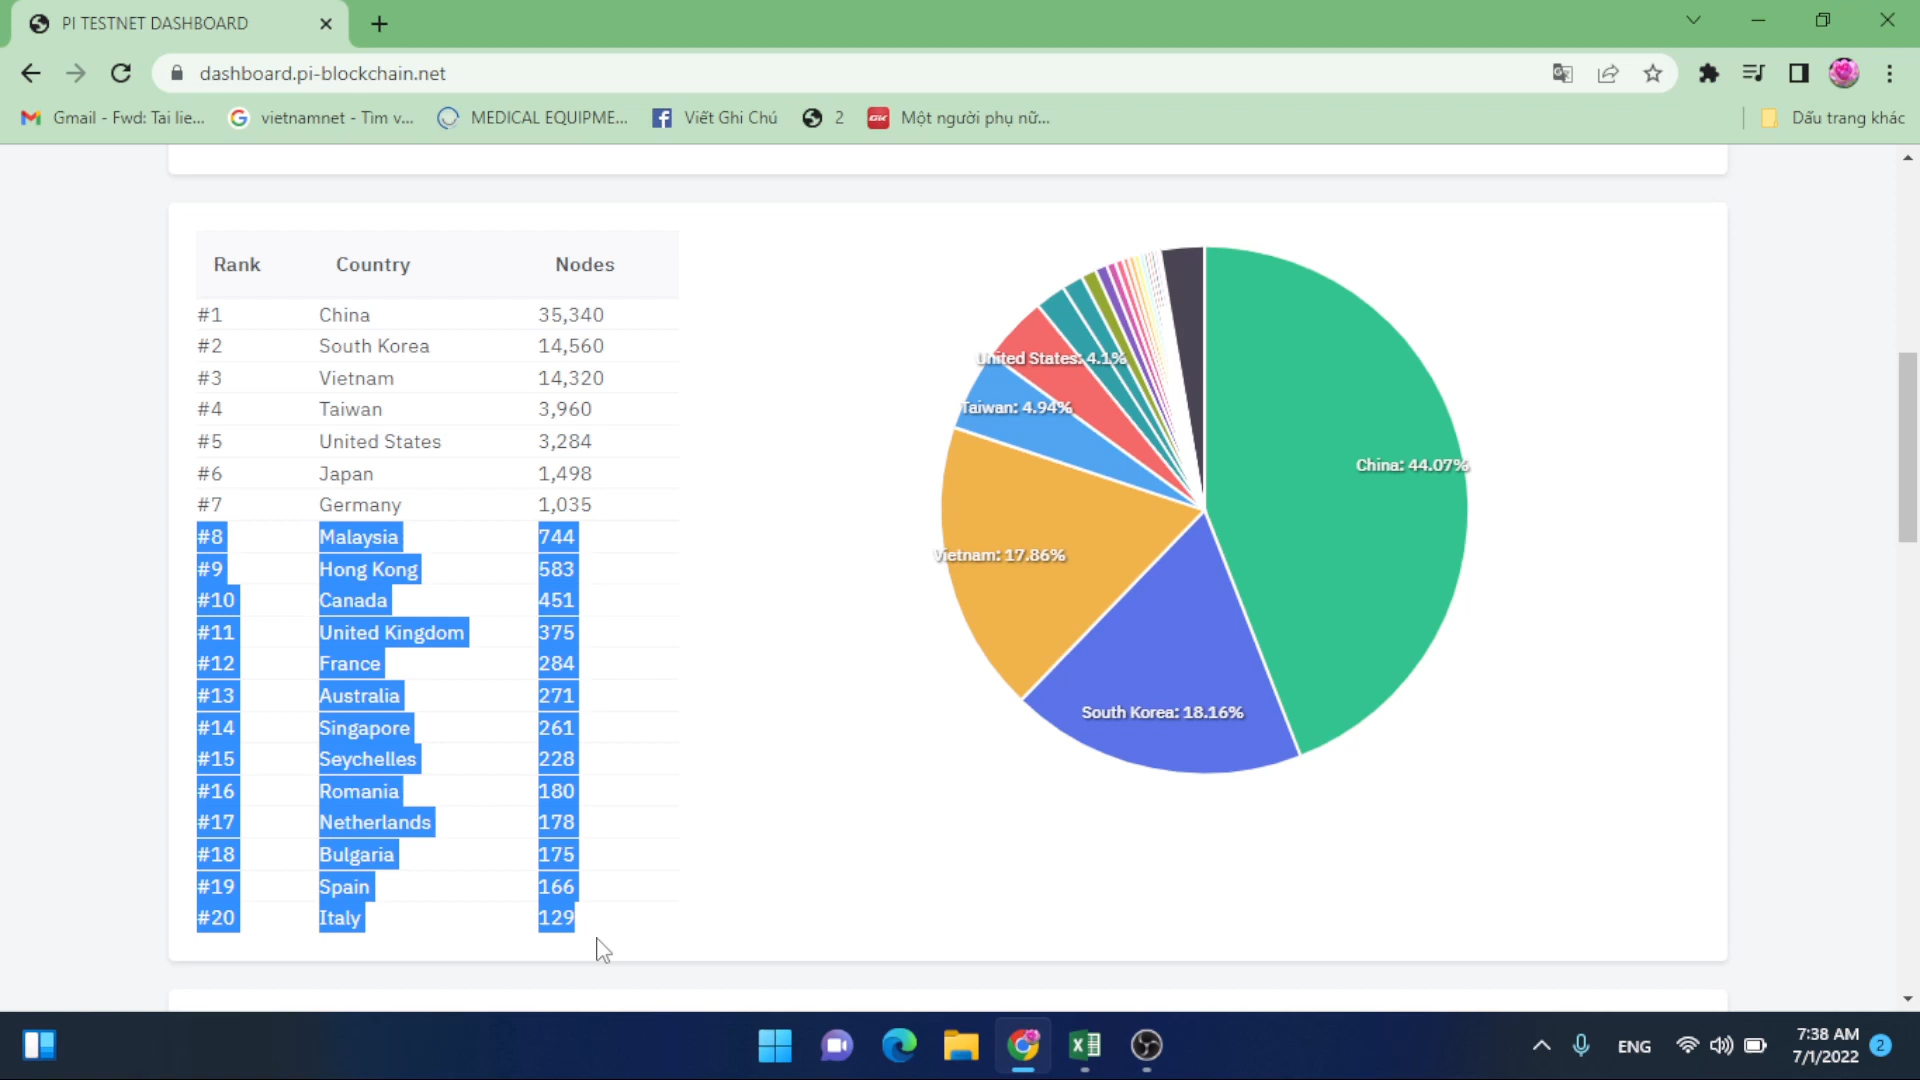 PI TESTNET DASHBOARD
dashboard.pi-blockchain.net
Gmail - Fwd: Tai lie... vietnamnet - Tìm v... MEDICAL EQUIPME... Viết Ghi Chú 2 GK Một người phụ nữ... Dấu trang khác
Rank Country Nodes
#1 China 35,340
#2 South Korea 14,560
#3 Vietnam 14,320
#4 Taiwan 3,960
#5 United States 3,284
#6 Japan 1,498
#7 Germany 1,035
#8 Malaysia 744
#9 Hong Kong 583
#10 Canada 451
#11 United Kingdom 375
#12 France 284
#13 Australia 271
#14 Singapore 261
#15 Seychelles 228
#16 Romania 180
#17 Netherlands 178
#18 Bulgaria 175
#19 Spain 166
#20 Italy 129
United States: 4.1%
Taiwan: 4.94%
China: 44.07%
Vietnam: 17.86%
South Korea: 18.16%
ENG
7:38 AM
7/1/2022
2